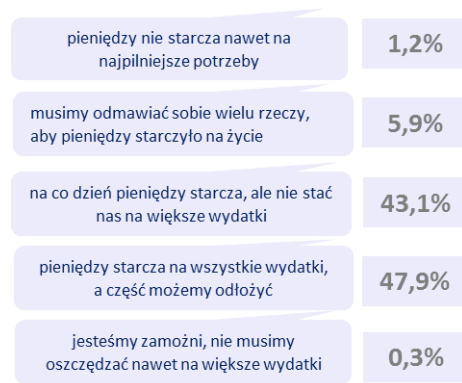 pieniędzy nie starcza nawet na
najpilniejsze potrzeby
1,2%
musimy odmawiać sobie wielu rzeczy,
aby pieniędzy starczyło na życie
5,9%
na co dzień pieniędzy starcza, ale nie stać
nas na większe wydatki
43,1%
pieniędzy starcza na wszystkie wydatki,
a część możemy odłożyć
47,9%
jesteśmy zamożni, nie musimy
oszczędzać nawet na większe wydatki
0,3%